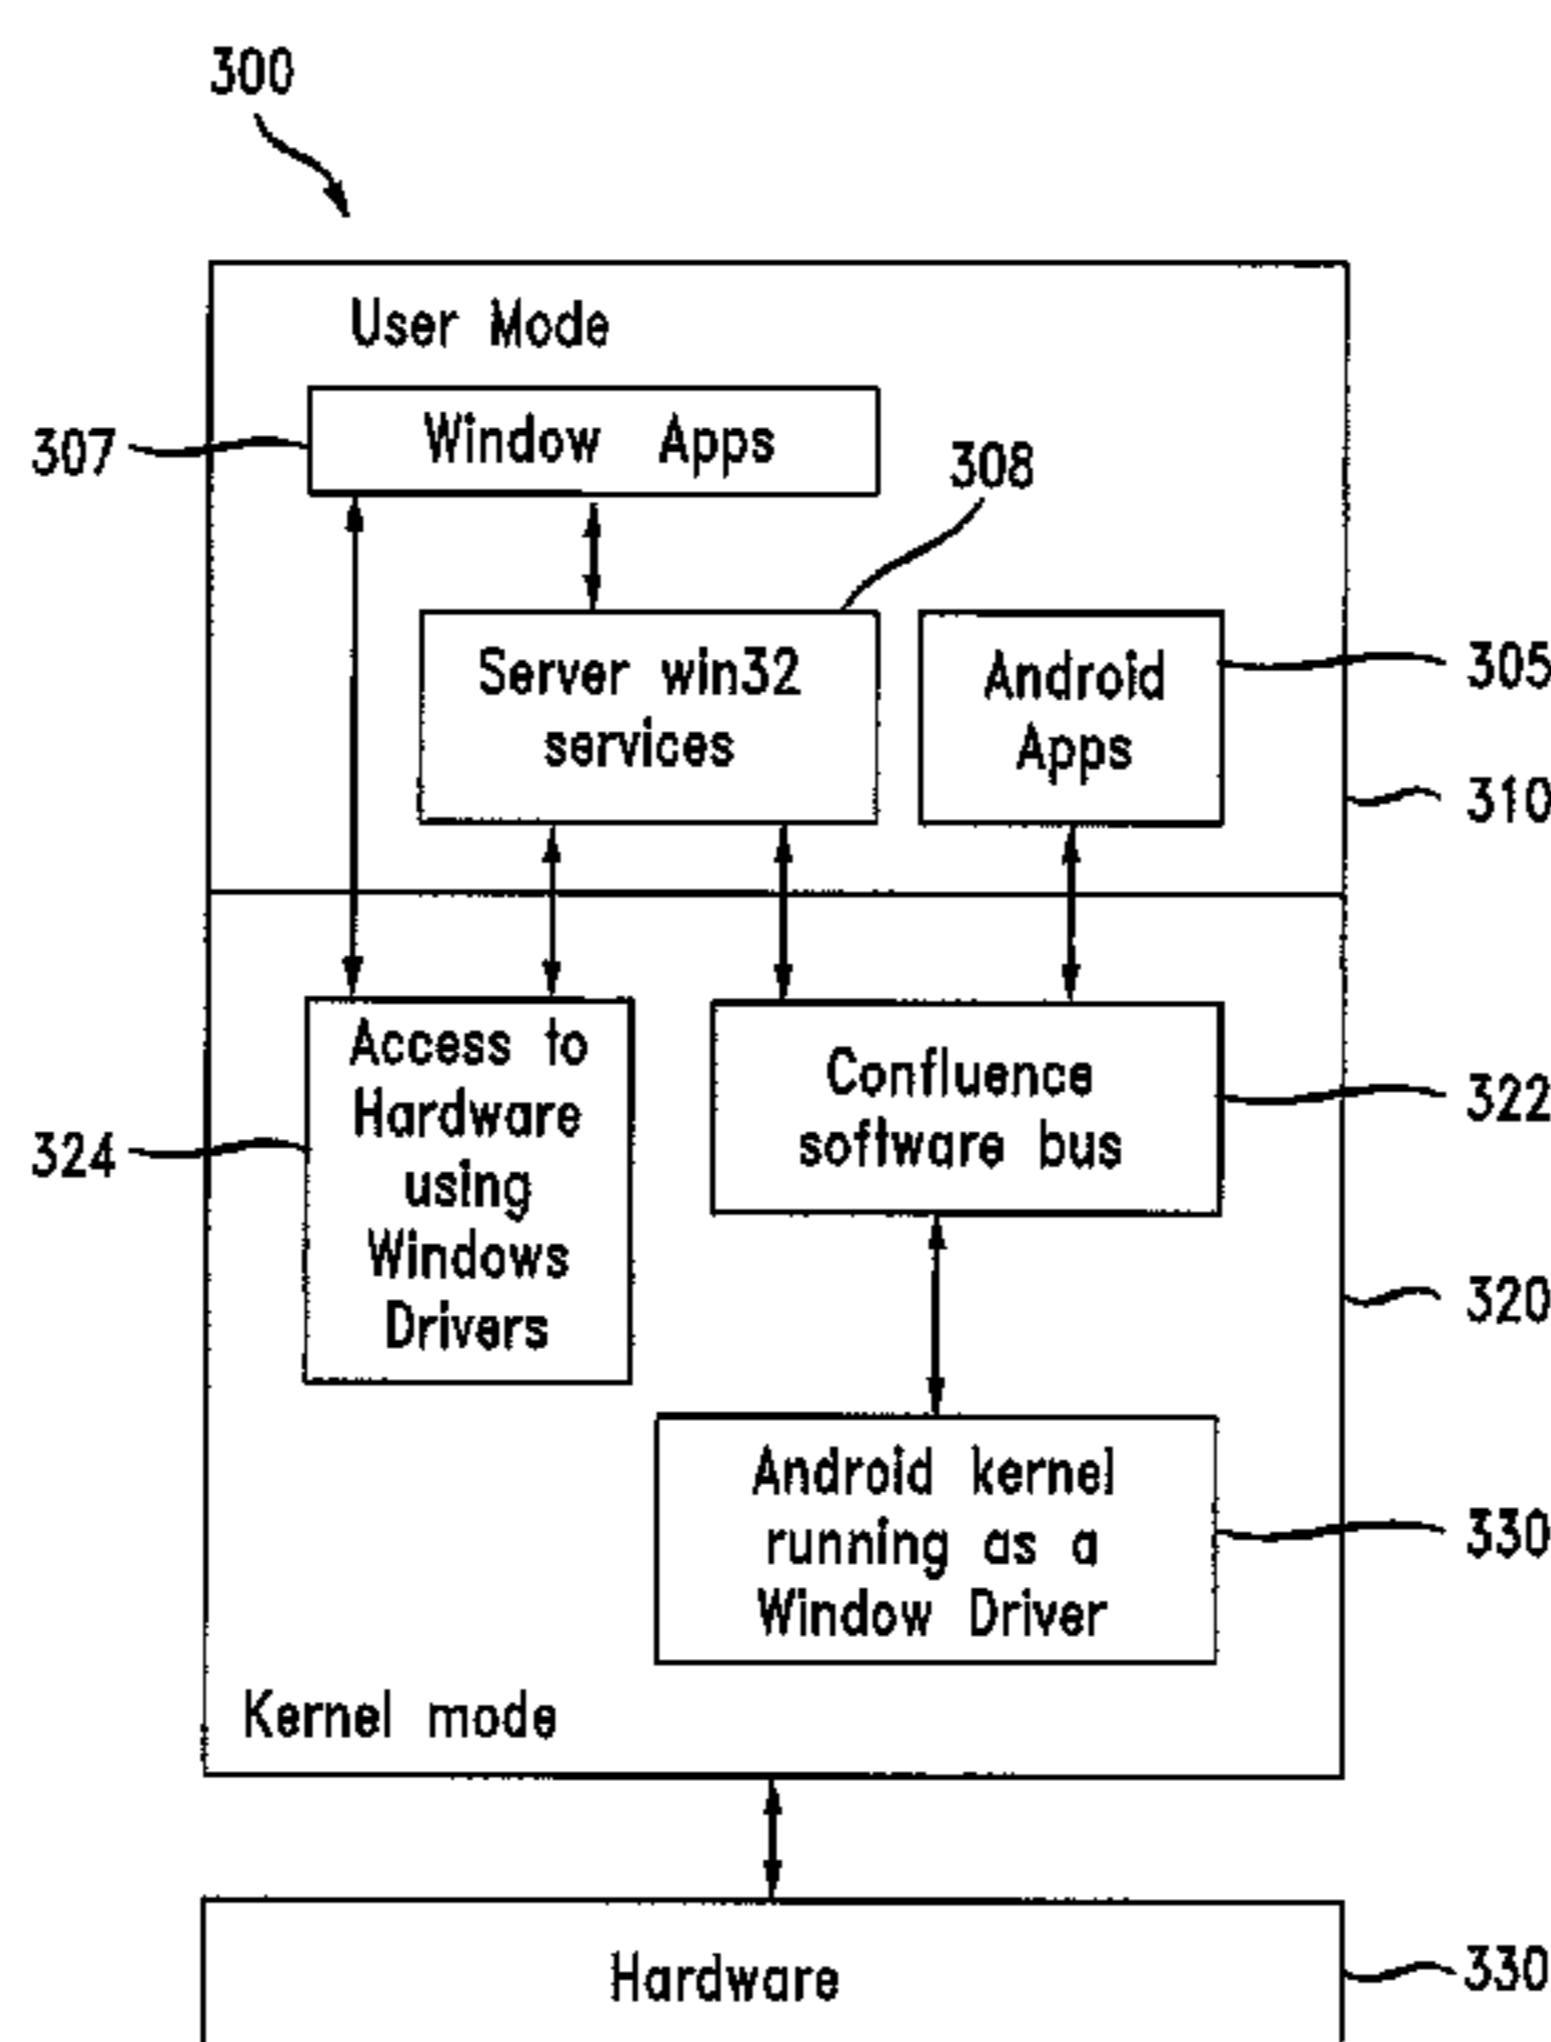 300
User Mode
307
Window Apps
308
Server win32
services
Android
Apps
305
310
Access to
Hardware
using
Windows
Drivers
324
Confluence
software bus
322
320
Android kernel
running as a
Window Driver
330
Kernel mode
Hardware
330